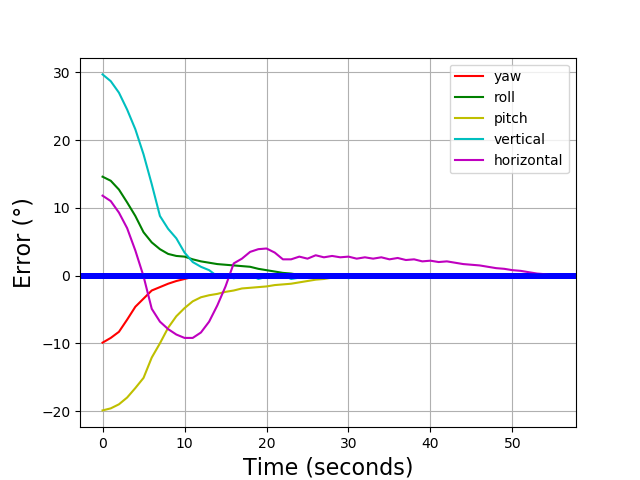 30
20
10
0
−10
−20
0
10
20
30
40
50
Error (°)
Time (seconds)
yaw
roll
pitch
vertical
horizontal